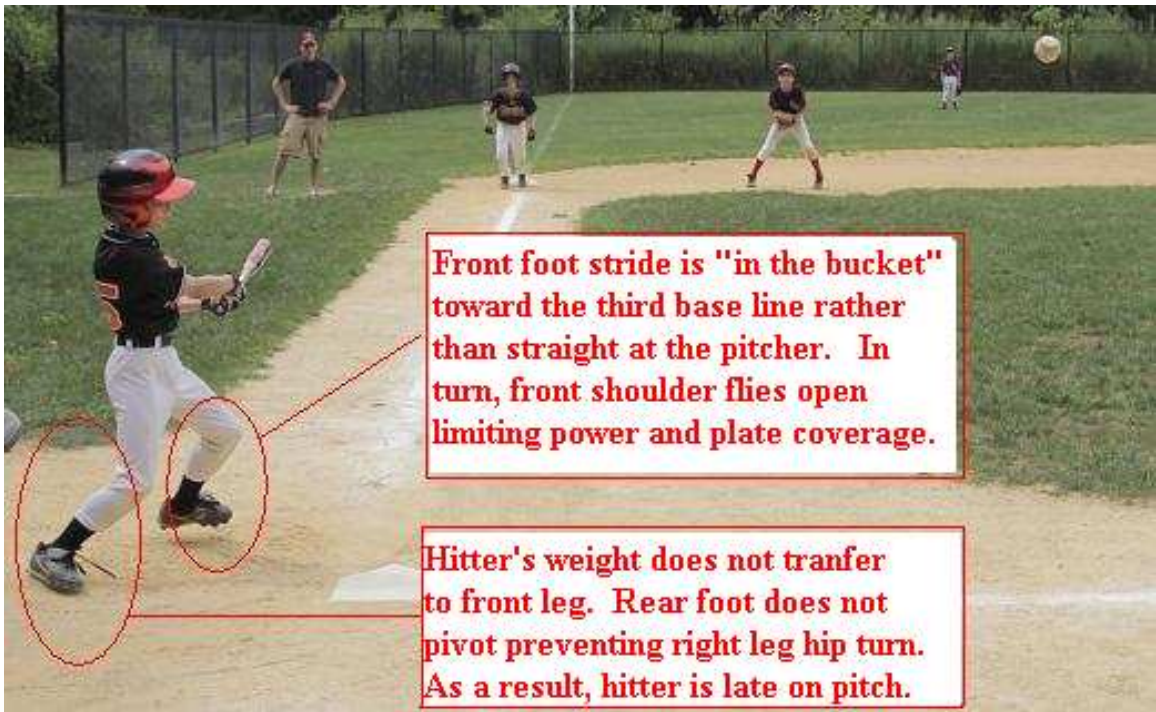 Front foot stride is "in the bucket"
toward the third base line rather
than straight at the pitcher. In
turn, front shoulder flies open
limiting power and plate coverage.
Hitter's weight does not tranfer
to front leg. Rear foot does not
pivot preventing right leg hip turn.
As a result, hitter is late on pitch.